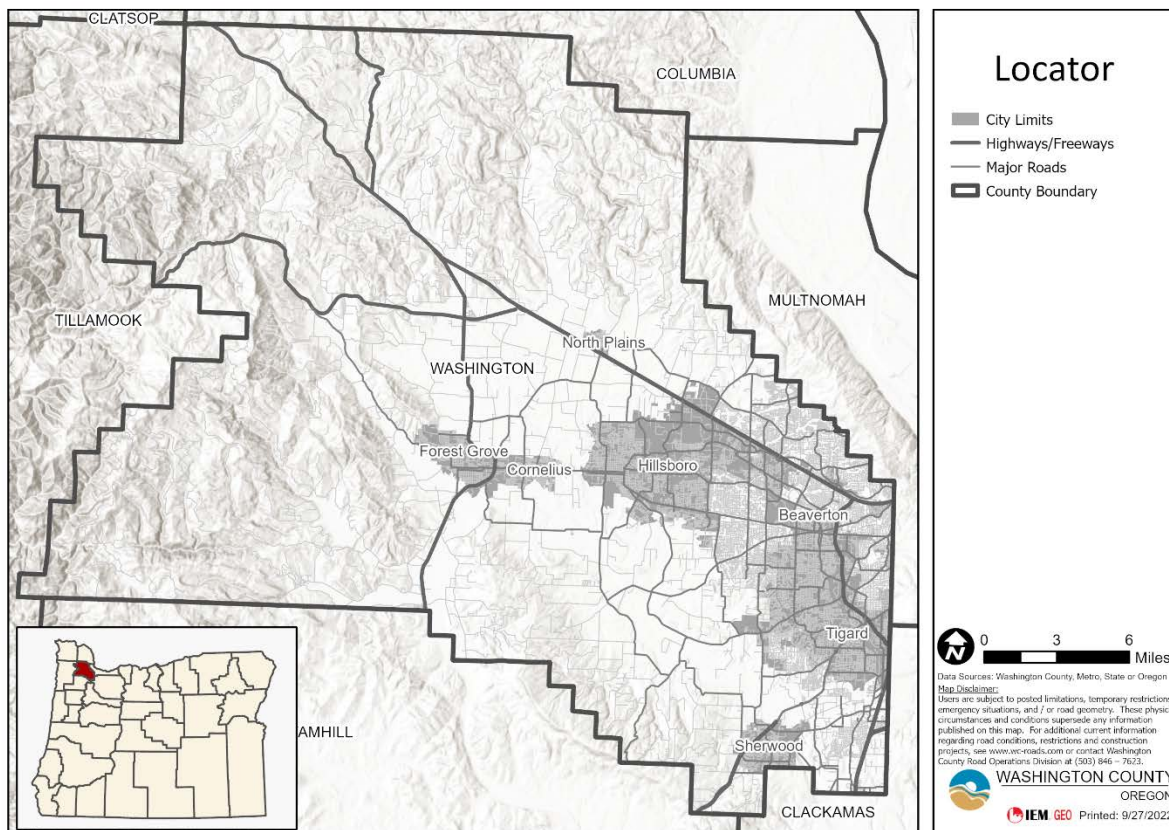 CLATSOP
COLUMBIA
TILLAMOOK
MULTNOMAH
North Plains
WASHINGTON
Forest Grove
Cornelius
Hillsboro
Beaverton
Tigard
AMHILL
Sherwood
CLACKAMAS
Locator
City Limits
Highways/Freeways
Major Roads
County Boundary
N
0 3 6
Miles
Data Sources: Washington County, Metro, State or Oregon
Map Disclaimer:
Users are subject to posted limitations, temporary restrictions
emergency situations, and / or road geometry. These physic
circumstances and conditions supersede any information
published on this map. For additional current information
regarding road conditions, restrictions and construction
projects, see www.wc-roads.com or contact Washington
County Road Operations Division at (503) 846 – 7623.
WASHINGTON COUNTY
OREGON
IEM GEO Printed: 9/27/2022